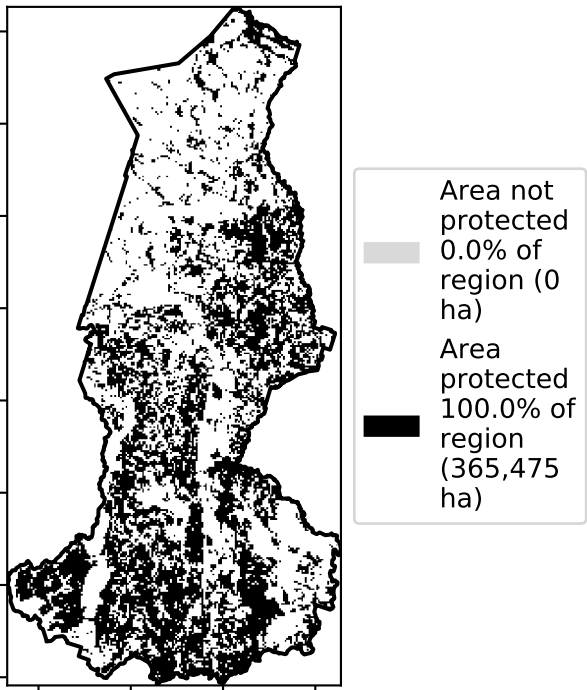 Area not
protected
0.0% of
region (0
ha)
Area
protected
100.0% of
region
(365,475
ha)